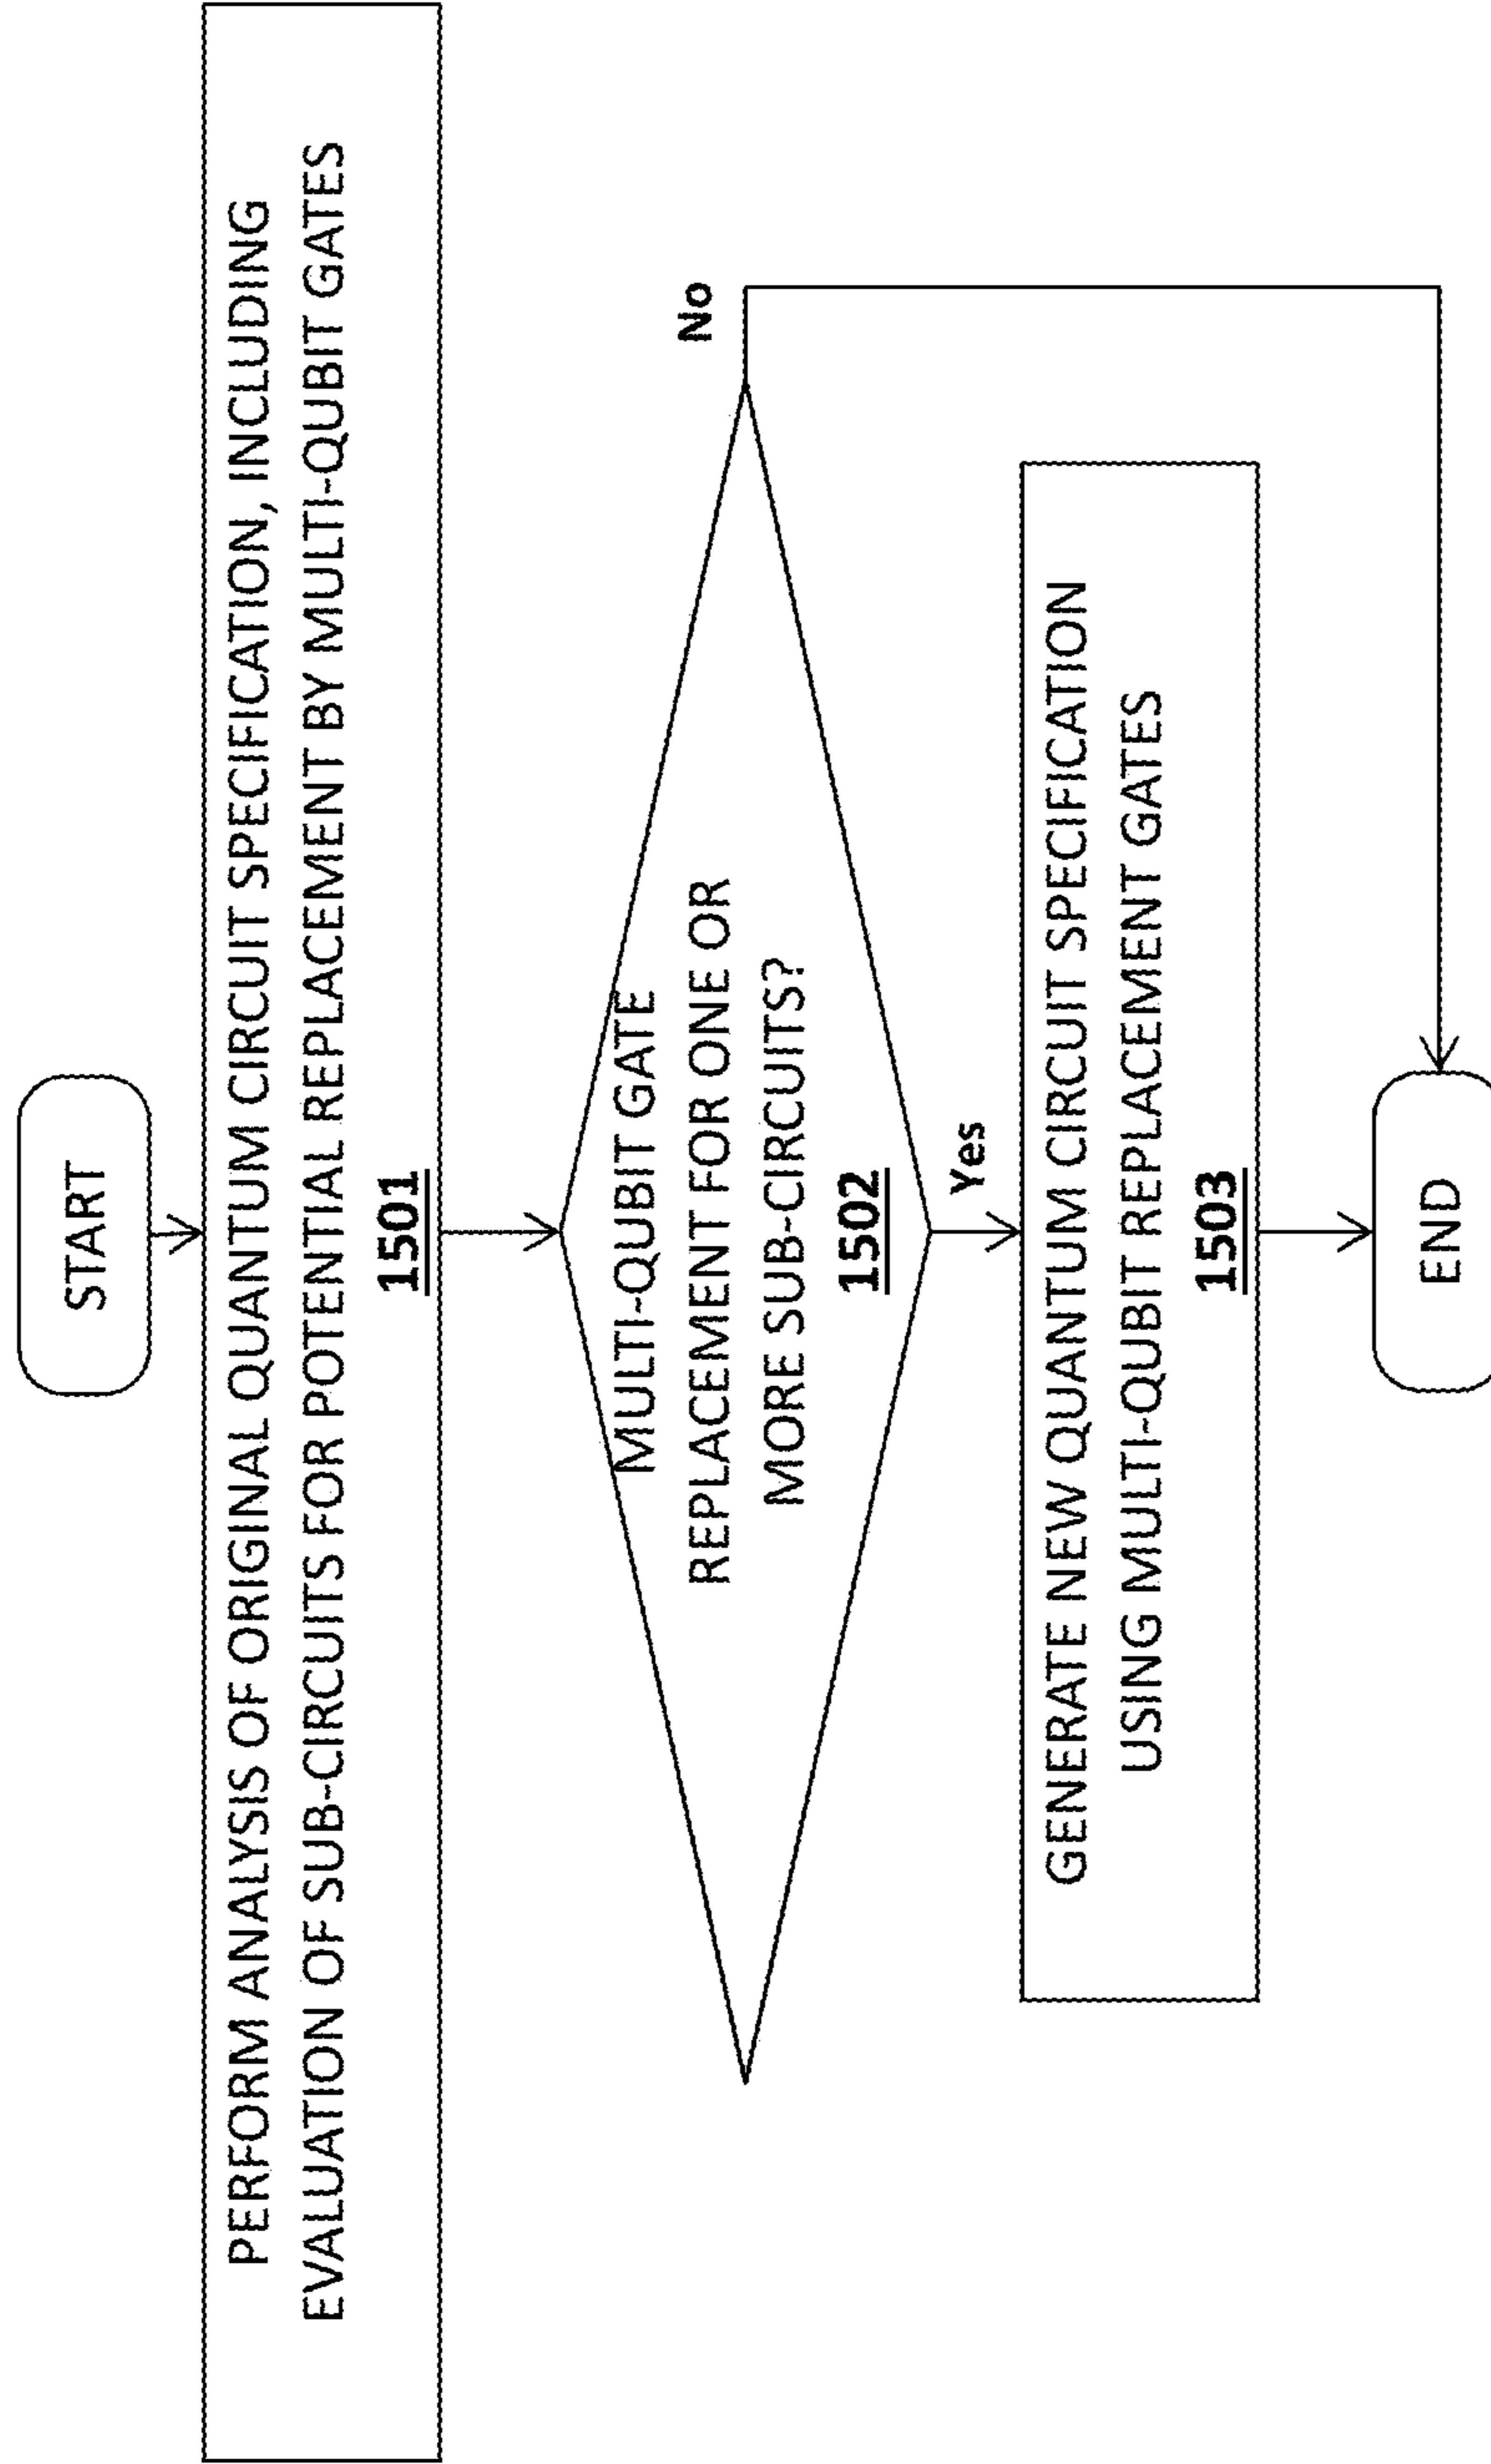 START
PERFORM ANALYSIS OF ORIGINAL QUANTUM CIRCUIT SPECIFICATION, INCLUDING
EVALUATION OF SUB-CIRCUITS FOR POTENTIAL REPLACEMENT BY MULTI-QUBIT GATES
1501
MULTI-QUBIT GATE
REPLACEMENT FOR ONE OR
MORE SUB-CIRCUITS?
1502
No
Yes
GENERATE NEW QUANTUM CIRCUIT SPECIFICATION
USING MULTI-QUBIT REPLACEMENT GATES
1503
END